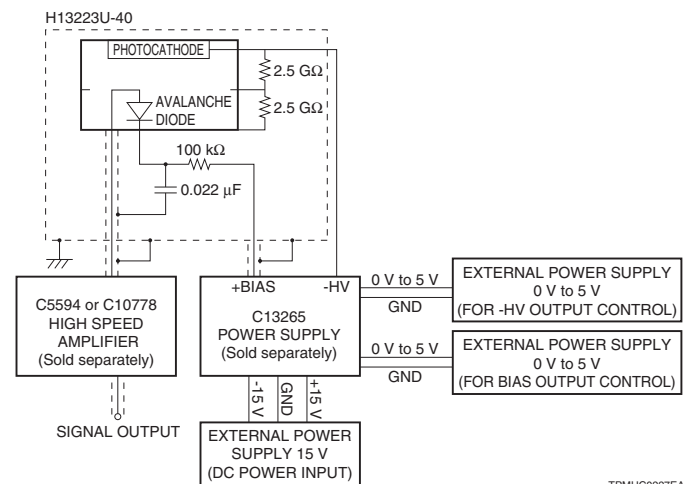 H13223U-40
PHOTOCATHODE
2.5 GΩ
2.5 GΩ
AVALANCHE
DIODE
100 kΩ
0.022 μF
+BIAS
-HV
C5594 or C10778
HIGH SPEED
AMPLIFIER
(Sold separately)
C13265
POWER SUPPLY
(Sold separately)
0 V to 5 V
GND
EXTERNAL POWER SUPPLY
0 V to 5 V
(FOR -HV OUTPUT CONTROL)
0 V to 5 V
GND
EXTERNAL POWER SUPPLY
0 V to 5 V
(FOR BIAS OUTPUT CONTROL)
-15 V
GND
+15 V
SIGNAL OUTPUT
EXTERNAL POWER
SUPPLY 15 V
(DC POWER INPUT)